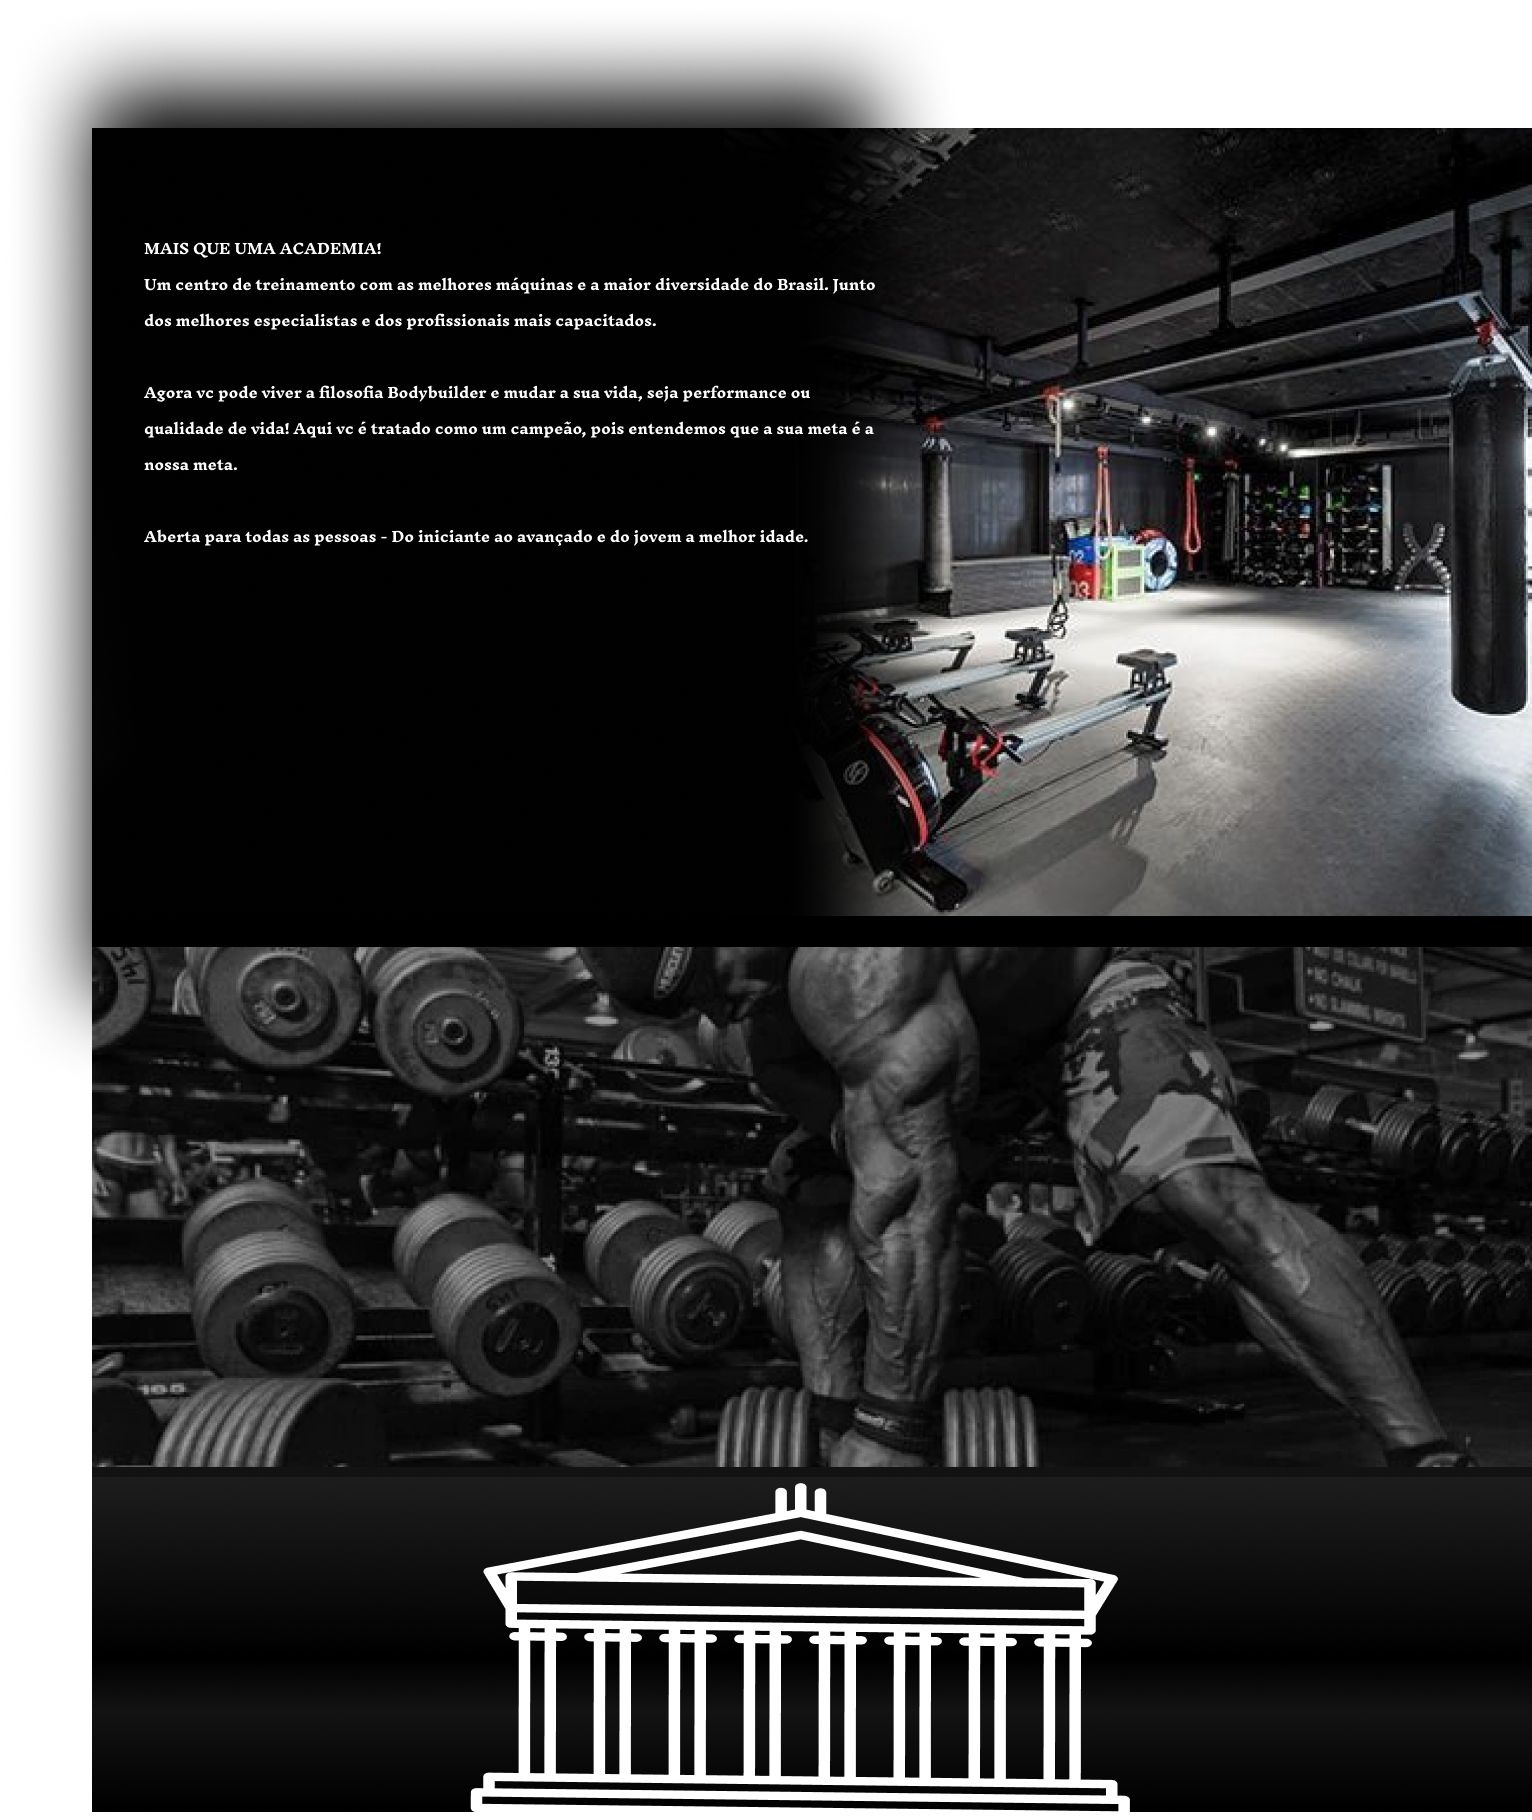 MAIS QUE UMA ACADEMIA!
Um centro de treinamento com as melhores máquinas e a maior diversidade do Brasil. Junto
dos melhores especialistas e dos profissionais mais capacitados.
Agora vc pode viver a filosofia Bodybuilder e mudar a sua vida, seja performance ou
qualidade de vida! Aqui vc é tratado como um campeão, pois entendemos que a sua meta é a
nossa meta.
Aberta para todas as pessoas - Do iniciante ao avançado e do jovem a melhor idade.
02
03
NO CHALK